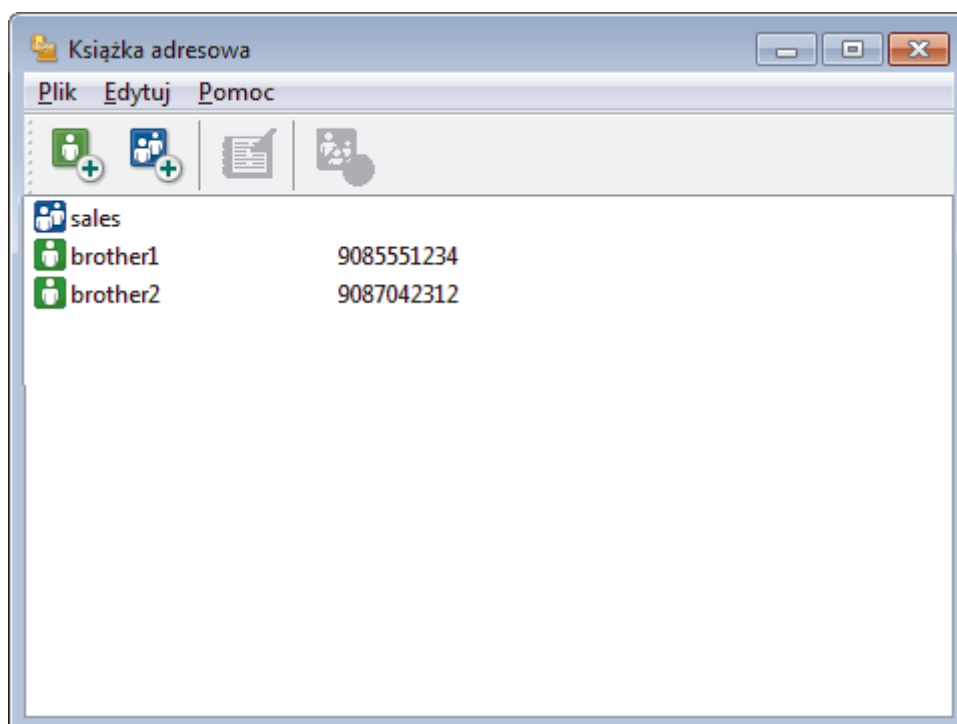 Książka adresowa
Plik Edytuj Pomoc
sales
brother1 9085551234
brother2 9087042312